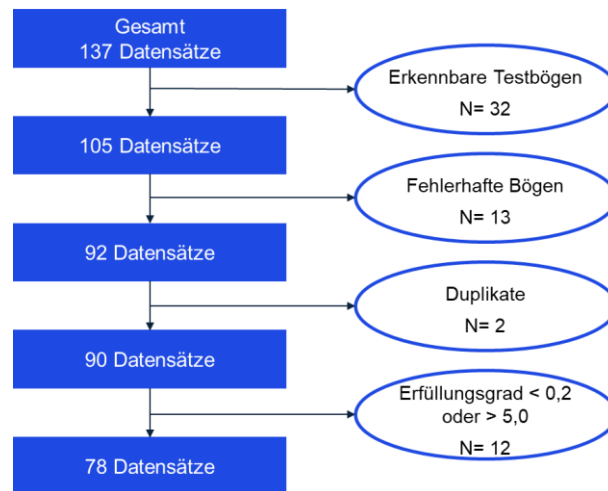 Gesamt
137 Datensätze
Erkennbare Testbögen
N= 32
105 Datensätze
Fehlerhafte Bögen
N= 13
92 Datensätze
Duplikate
N= 2
90 Datensätze
Erfüllungsgrad < 0,2
oder > 5,0
N= 12
78 Datensätze